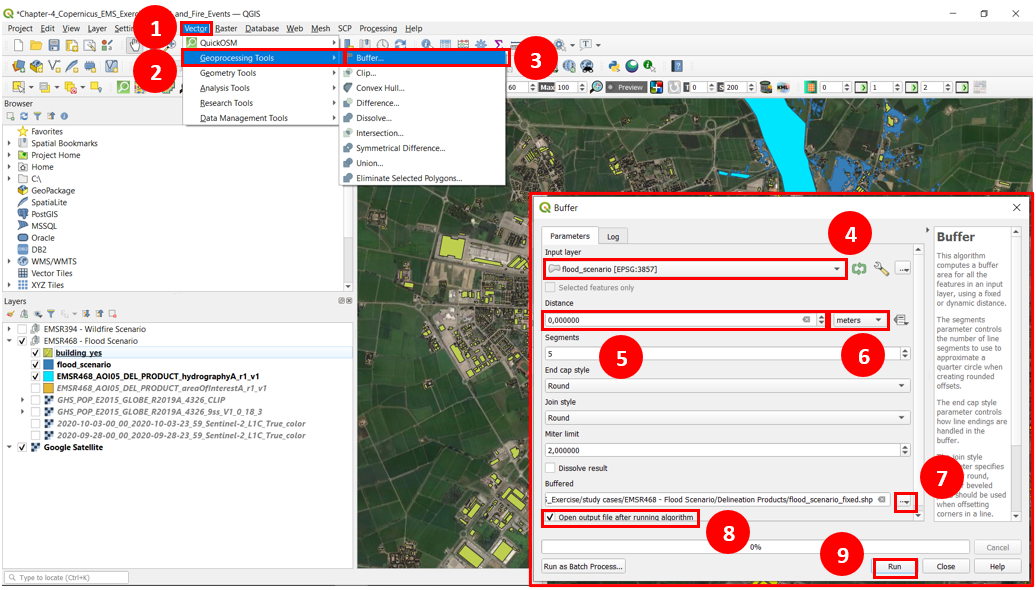 *Chapter-4_Copernicus_EMS_Exer
and_Fire_Events — QGIS
Project Edit View Layer Vector Raster Database Web Mesh SCP Processing Help
1
QuickOSM
Geoprocessing Tools
Geometry Tools
Analysis Tools
Research Tools
Data Management Tools
2
Buffer...
Clip...
Convex Hull...
Difference...
Dissolve...
Intersection...
Symmetrical Difference...
Union...
Eliminate Selected Polygons...
3
60 Max 100 Preview T 0 S 200 0 1 2
Browser
Favorites
Spatial Bookmarks
Project Home
Home
C:\
GeoPackage
SpatiaLite
PostGIS
MSSQL
Oracle
DB2
WMS/WMTS
Vector Tiles
XYZ Tiles
Layers
EMSR394 - Wildfire Scenario
EMSR468 - Flood Scenario
building_yes
flood_scenario
EMSR468_AOI05_DEL_PRODUCT_hydrographyA_r1_v1
EMSR468_AOI05_DEL_PRODUCT_areaOfInterestA_r1_v1
GHS_POP_E2015_GLOBE_R2019A_4326_CLIP
GHS_POP_E2015_GLOBE_R2019A_4326_9ss_V1_0_18_3
2020-10-03-00_00_2020-10-03-23_59_Sentinel-2_L1C_True_color
2020-09-28-00_00_2020-09-28-23_59_Sentinel-2_L1C_True_color
Google Satellite
Type to locate (Ctrl+K)
Buffer
Parameters Log
4
Input layer
flood_scenario [EPSG:3857]
Selected features only
Distance
0,000000
meters
Segments
5
5
6
End cap style
Round
Join style
Round
Miter limit
2,000000
Dissolve result
Buffered
_Exercise/study cases/EMSR468 - Flood Scenario/Delineation Products/flood_scenario_fixed.shp
7
Open output file after running algorithm
8
0%
9
Cancel
Run as Batch Process...
Run
Close
Help
Buffer
This algorithm
computes a buffer
area for all the
features in an input
layer, using a fixed
or dynamic distance.
The segments
parameter controls
the number of line
segments to use to
approximate a
quarter circle when
creating rounded
offsets.
The end cap style
parameter controls
how line endings are
handled in the
buffer.
join style
specifies
round,
beveled
should be used
when offsetting
corners in a line.